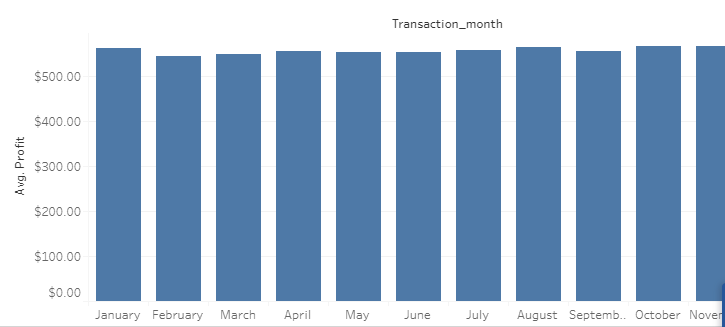 Transaction_month
Avg. Profit
$500.00
$400.00
$300.00
$200.00
$100.00
$0.00
January February March April May June July August Septemb.. October Noven